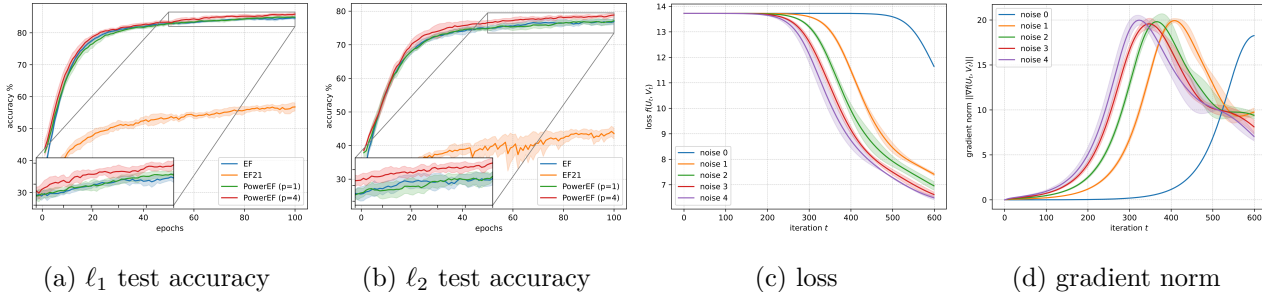 80
70
60
50
40
30
accuracy %
0
20
40
60
80
100
epochs
EF
EF21
PowerEF (p=1)
PowerEF (p=4)
(a) ℓ₁ test accuracy
80
70
60
50
40
30
accuracy %
0
20
40
60
80
100
epochs
EF
EF21
PowerEF (p=1)
PowerEF (p=4)
(b) ℓ₂ test accuracy
14
13
12
11
10
9
8
7
loss f(Uₜ, Vₜ)
0
100
200
300
400
500
600
iteration t
noise 0
noise 1
noise 2
noise 3
noise 4
(c) loss
20
15
10
5
0
gradient norm ||∇f(Uₜ, Vₜ)||
0
100
200
300
400
500
600
iteration t
noise 0
noise 1
noise 2
noise 3
noise 4
(d) gradient norm